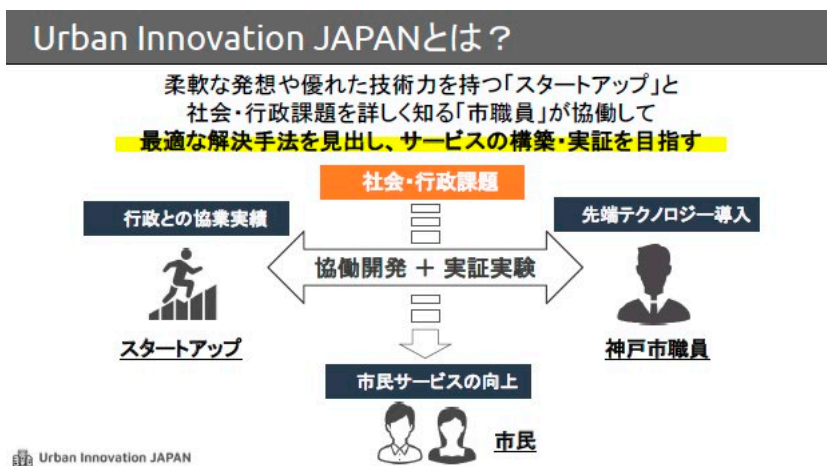 Urban Innovation JAPANとは？
柔軟な発想や優れた技術力を持つ「スタートアップ」と
社会・行政課題を詳しく知る「市職員」が協働して
最適な解決手法を見出し、サービスの構築・実証を目指す
社会・行政課題
行政との協業実績
先端テクノロジー導入
協働開発 ＋ 実証実験
スタートアップ
神戸市職員
市民サービスの向上
市民
Urban Innovation JAPAN